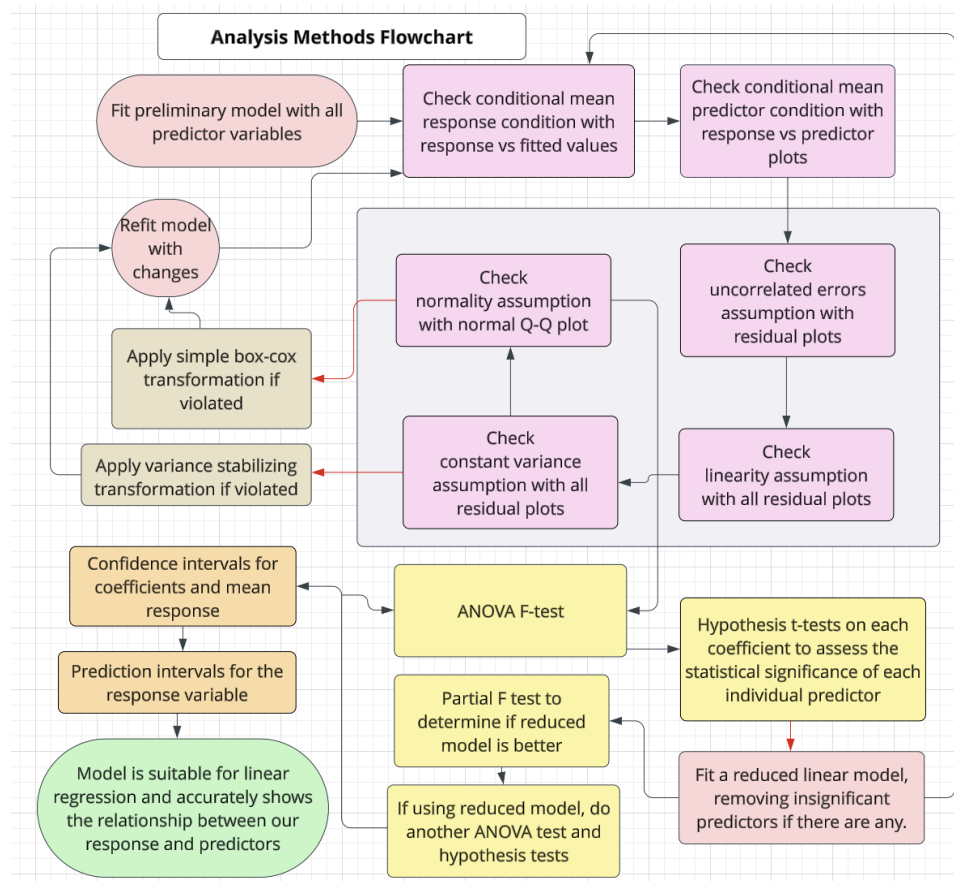 Analysis Methods Flowchart
Fit preliminary model with all
predictor variables
Check conditional mean
response condition with
response vs fitted values
Check conditional mean
predictor condition with
response vs predictor
plots
Refit model
with
changes
Check
normality assumption
with normal Q-Q plot
Check
uncorrelated errors
assumption with
residual plots
Apply simple box-cox
transformation if
violated
Apply variance stabilizing
transformation if violated
Check
constant variance
assumption with all
residual plots
Check
linearity assumption
with all residual plots
Confidence intervals for
coefficients and mean
response
ANOVA F-test
Hypothesis t-tests on each
coefficient to assess the
statistical significance of each
individual predictor
Prediction intervals for the
response variable
Partial F test to
determine if reduced
model is better
Model is suitable for linear
regression and accurately shows
the relationship between our
response and predictors
If using reduced model, do
another ANOVA test and
hypothesis tests
Fit a reduced linear model,
removing insignificant
predictors if there are any.